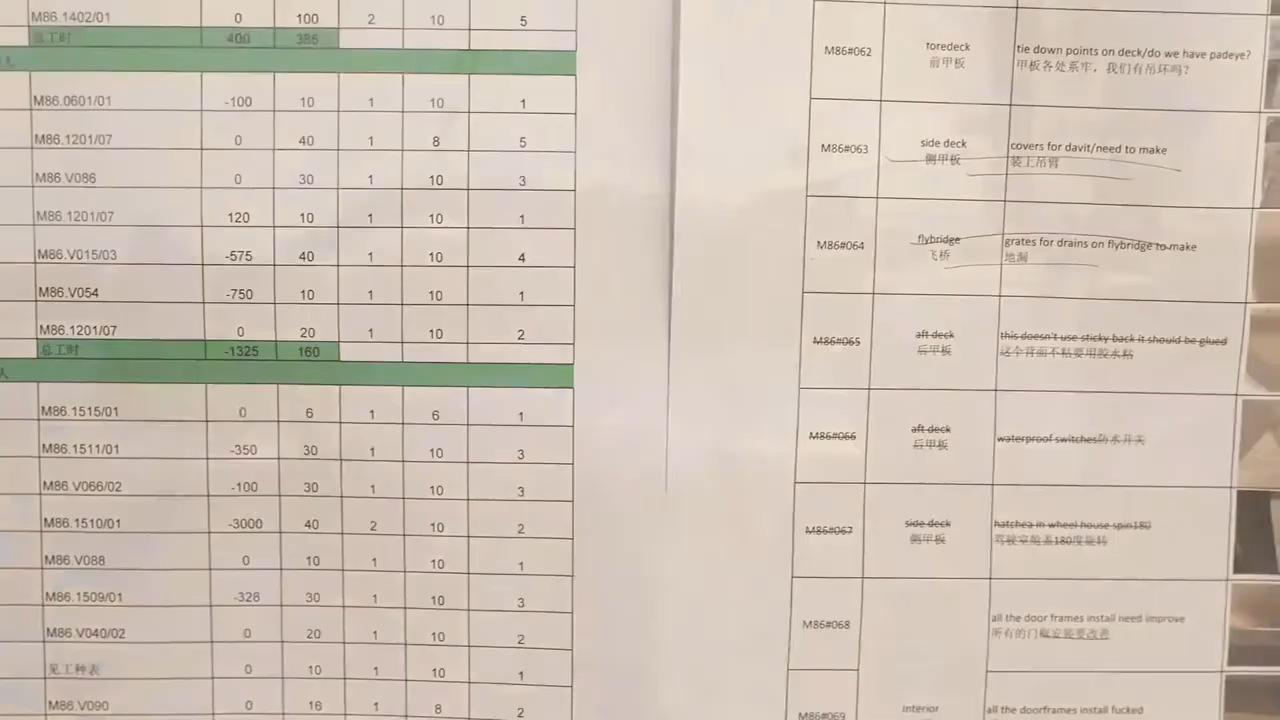 M86.1402/01 0 100 2 10 5
总工时 400 386
人
M86.0601/01 -100 10 1 10 1
M86.1201/07 0 40 1 8 5
M86.V086 0 30 1 10 3
M86.1201/07 120 10 1 10 1
M86.V015/03 -575 40 1 10 4
M86.V054 -750 10 1 10 1
M86.1201/07 0 20 1 10 2
总工时 -1325 160
人
M86.1515/01 0 6 1 6 1
M86.1511/01 -350 30 1 10 3
M86.V066/02 -100 30 1 10 3
M86.1510/01 -3000 40 2 10 2
M86.V088 0 10 1 10 1
M86.1509/01 -328 30 1 10 3
M86.V040/02 0 20 1 10 2
见工种表 0 10 1 10 1
M86.V090 0 16 1 8 2
M86#062
foredeck
前甲板
tie down points on deck/do we have padeye?
甲板各处系牢，我们有吊环吗？
M86#063
side deck
侧甲板
covers for davit/need to make
装上吊臂
M86#064
flybridge
飞桥
grates for drains on flybridge to make
地漏
M86#065
aft deck
后甲板
this doesn't use sticky back it should be glued
这个背面不粘要用胶水粘
M86#066
aft deck
后甲板
waterproof switches防水开关
M86#067
side deck
侧甲板
hatchea in wheel house spin180
驾驶室舱盖180度旋转
M86#068
all the door frames install need improve
所有的门框安装要改善
M86#069
interior
all the doorframes install fucked